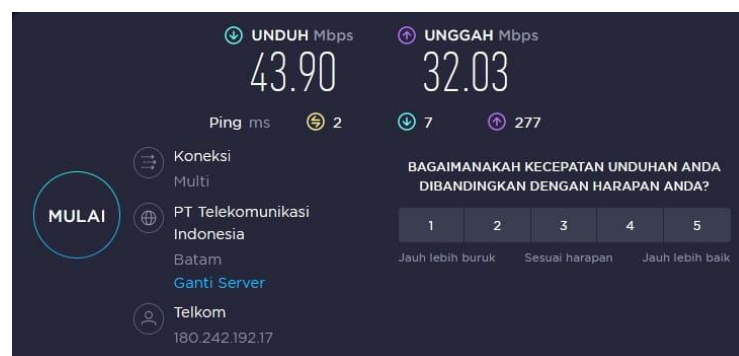 UNDUH Mbps
43.90
UNGGAH Mbps
32.03
Ping ms 2 7 277
Koneksi
Multi
MULAI
PT Telekomunikasi
Indonesia
Batam
Ganti Server
Telkom
180.242.192.17
BAGAIMANAKAH KECEPATAN UNDUHAN ANDA
DIBANDINGKAN DENGAN HARAPAN ANDA?
1 2 3 4 5
Jauh lebih buruk Sesuai harapan Jauh lebih baik